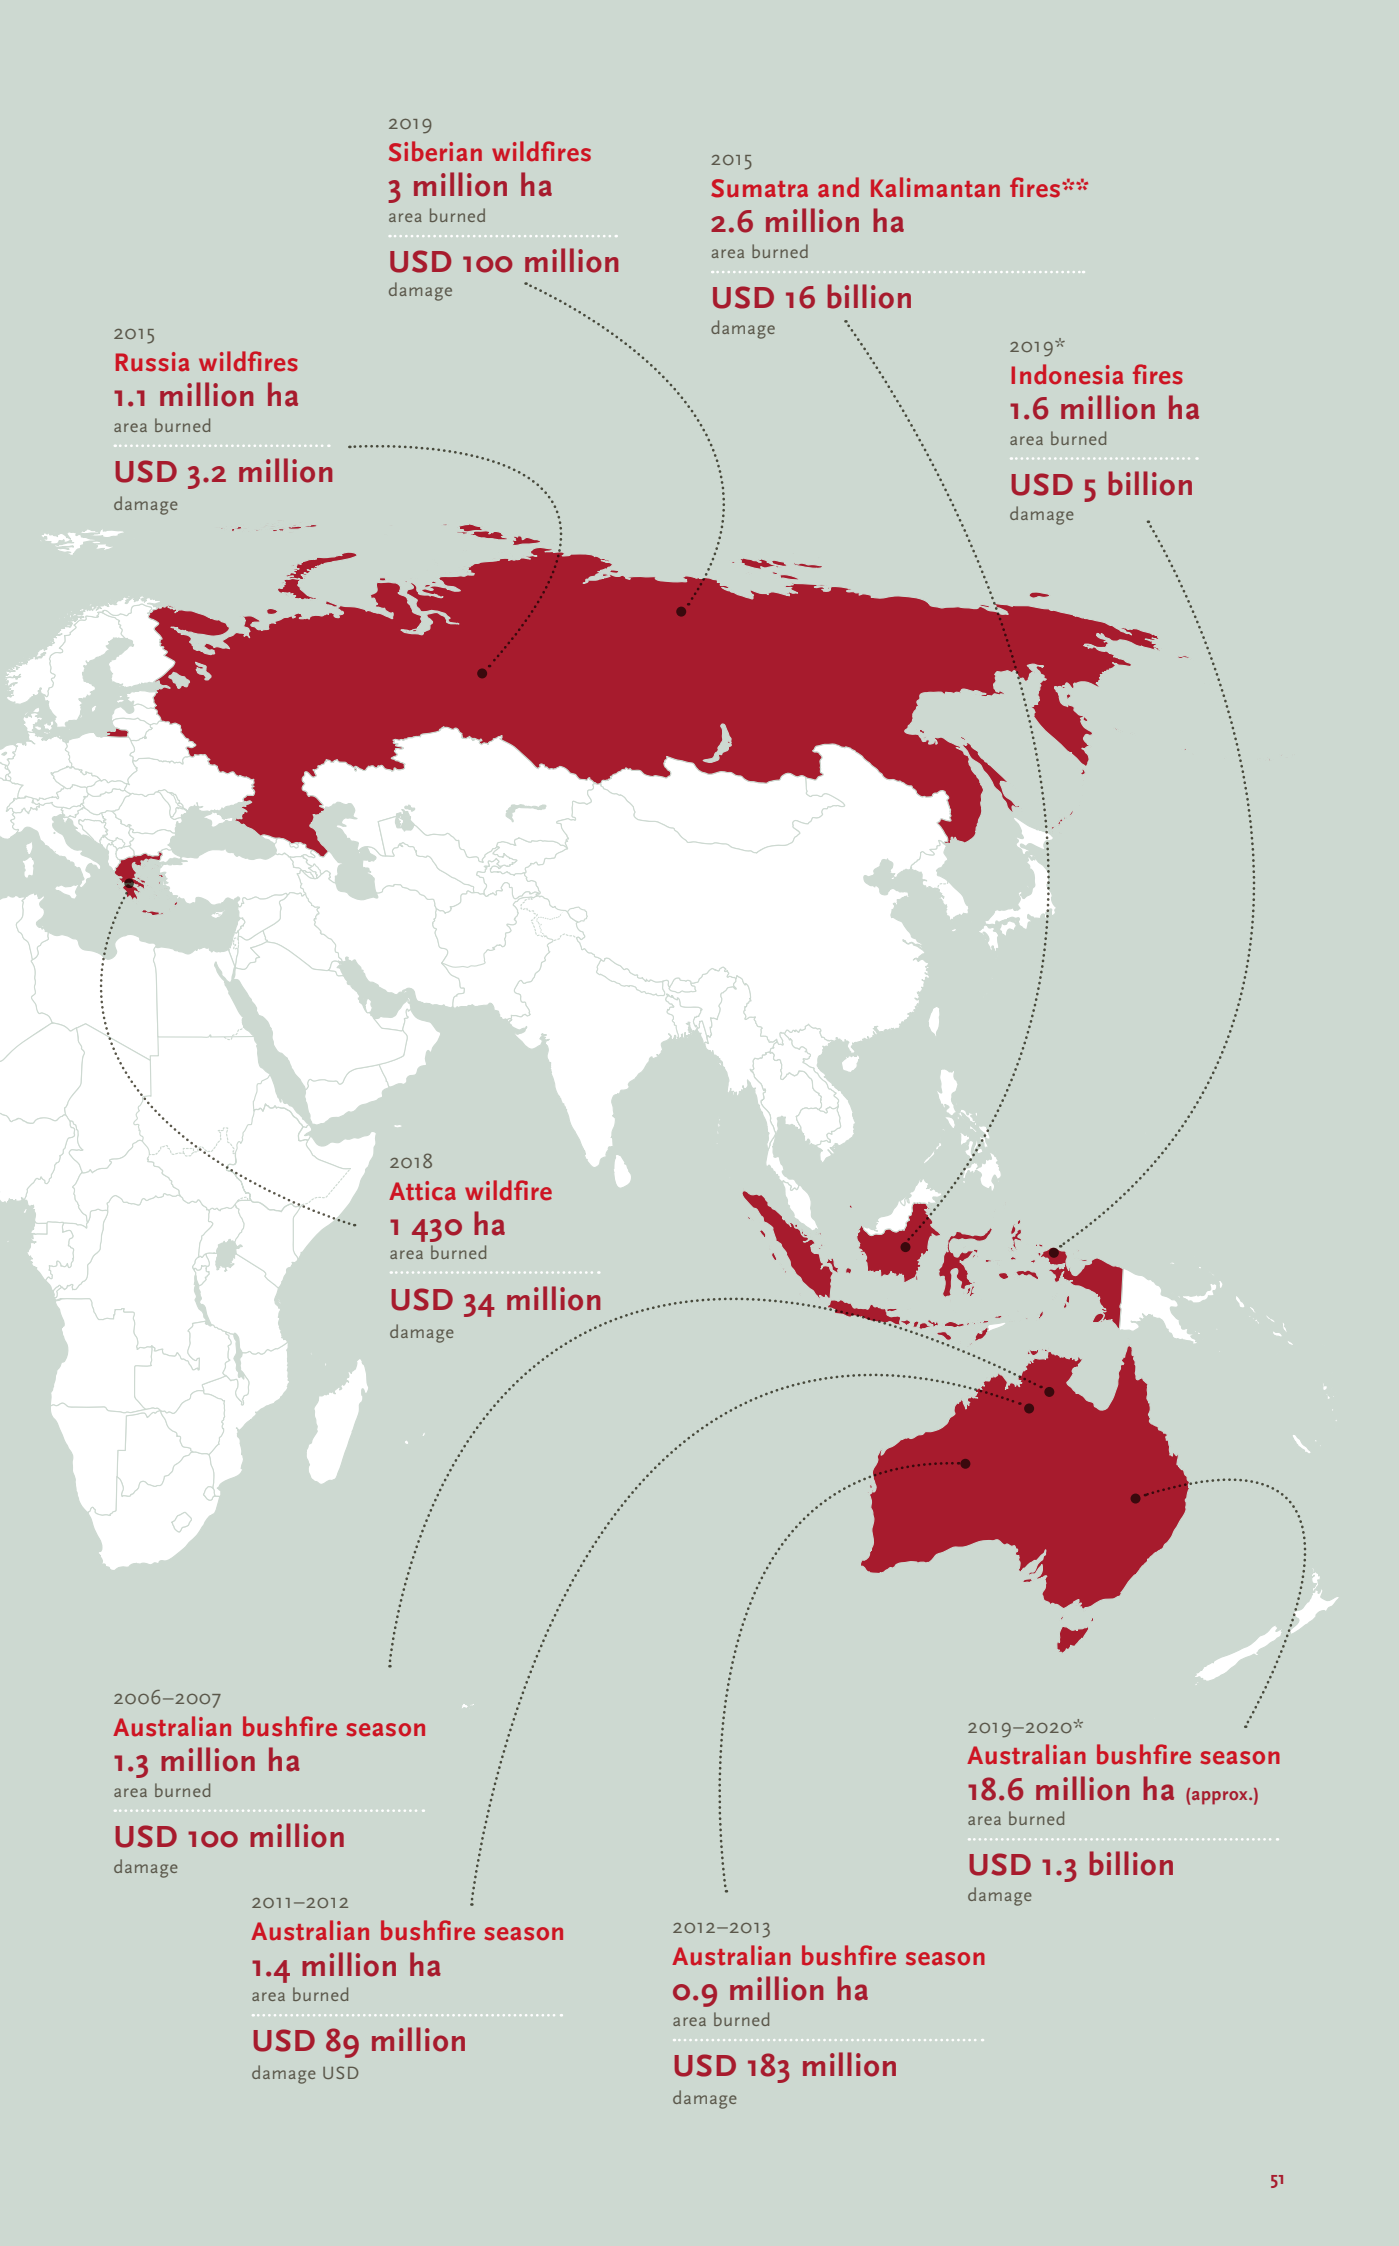 2019
Siberian wildfires
3 million ha
area burned
USD 100 million
damage
2015
Sumatra and Kalimantan fires**
2.6 million ha
area burned
USD 16 billion
damage
2015
Russia wildfires
1.1 million ha
area burned
USD 3.2 million
damage
2019*
Indonesia fires
1.6 million ha
area burned
USD 5 billion
damage
2018
Attica wildfire
1 430 ha
area burned
USD 34 million
damage
2006–2007
Australian bushfire season
1.3 million ha
area burned
USD 100 million
damage
2011–2012
Australian bushfire season
1.4 million ha
area burned
USD 89 million
damage USD
2012–2013
Australian bushfire season
0.9 million ha
area burned
USD 183 million
damage
2019–2020*
Australian bushfire season
18.6 million ha (approx.)
area burned
USD 1.3 billion
damage
51